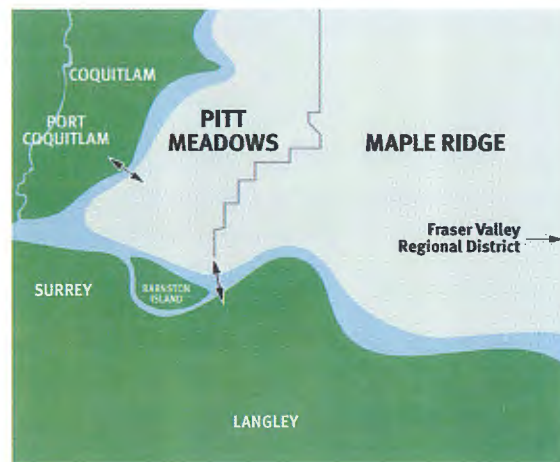 COQUITLAM
PORT
COQUITLAM
PITT
MEADOWS
MAPLE RIDGE
Fraser Valley
Regional District
SURREY
BARNSTON
ISLAND
LANGLEY